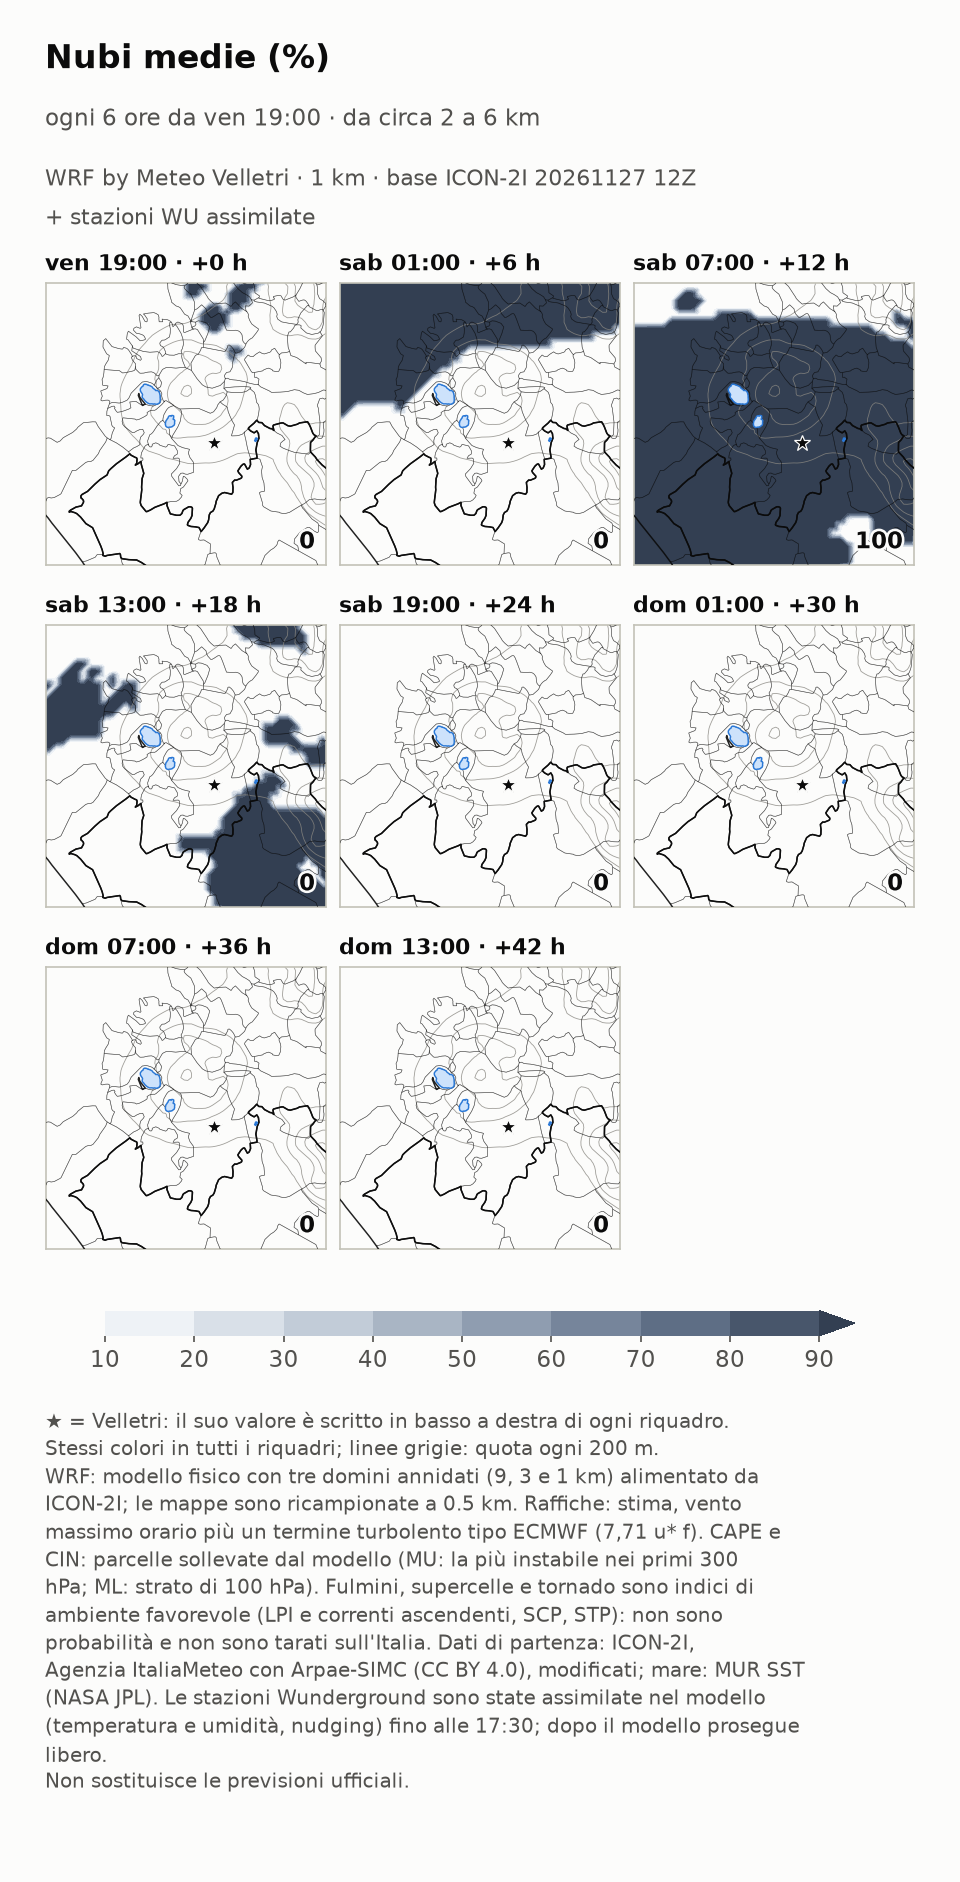 Nubi medie (%)
ogni 6 ore da ven 19:00 · da circa 2 a 6 km
WRF by Meteo Velletri · 1 km · base ICON-2I 20261127 12Z
+ stazioni WU assimilate
ven 19:00 · +0 h
sab 01:00 · +6 h
sab 07:00 · +12 h
0
0
100
sab 13:00 · +18 h
sab 19:00 · +24 h
dom 01:00 · +30 h
0
0
0
dom 07:00 · +36 h
dom 13:00 · +42 h
0
0
10 20 30 40 50 60 70 80 90
★ = Velletri: il suo valore è scritto in basso a destra di ogni riquadro.
Stessi colori in tutti i riquadri; linee grigie: quota ogni 200 m.
WRF: modello fisico con tre domini annidati (9, 3 e 1 km) alimentato da
ICON-2I; le mappe sono ricampionate a 0.5 km. Raffiche: stima, vento
massimo orario più un termine turbolento tipo ECMWF (7,71 u* f). CAPE e
CIN: parcelle sollevate dal modello (MU: la più instabile nei primi 300
hPa; ML: strato di 100 hPa). Fulmini, supercelle e tornado sono indici di
ambiente favorevole (LPI e correnti ascendenti, SCP, STP): non sono
probabilità e non sono tarati sull'Italia. Dati di partenza: ICON-2I,
Agenzia ItaliaMeteo con Arpae-SIMC (CC BY 4.0), modificati; mare: MUR SST
(NASA JPL). Le stazioni Wunderground sono state assimilate nel modello
(temperatura e umidità, nudging) fino alle 17:30; dopo il modello prosegue
libero.
Non sostituisce le previsioni ufficiali.